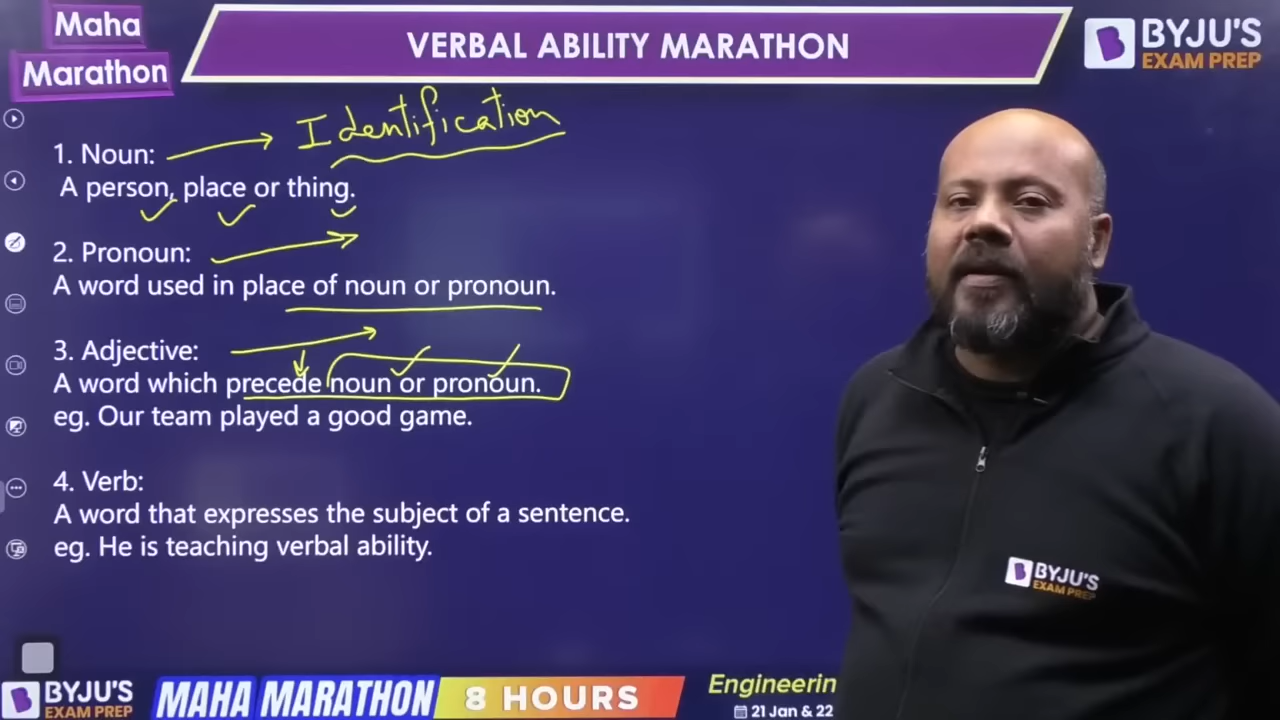 Maha
Marathon
VERBAL ABILITY MARATHON
BYJU'S
EXAM PREP
Identification
1. Noun:
A person, place or thing.
2. Pronoun:
A word used in place of noun or pronoun.
3. Adjective:
A word which precede noun or pronoun.
eg. Our team played a good game.
4. Verb:
A word that expresses the subject of a sentence.
eg. He is teaching verbal ability.
BYJU'S
EXAM PREP
BYJU'S
EXAM PREP
MAHA MARATHON
8 HOURS
Engineerin
21 Jan & 22